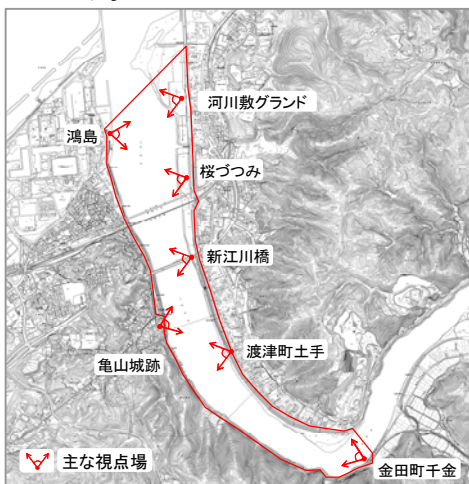 河川敷グランド
鴻島
桜づつみ
新江川橋
亀山城跡
渡津町土手
主な視点場
金田町千金